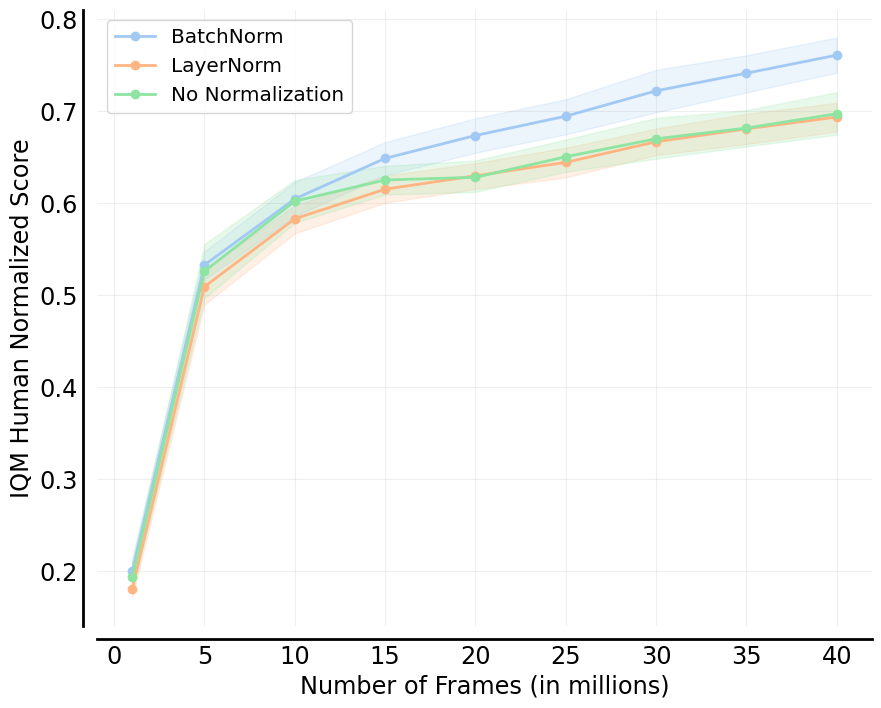 BatchNorm
LayerNorm
No Normalization
IQM Human Normalized Score
0.8
0.7
0.6
0.5
0.4
0.3
0.2
0 5 10 15 20 25 30 35 40
Number of Frames (in millions)